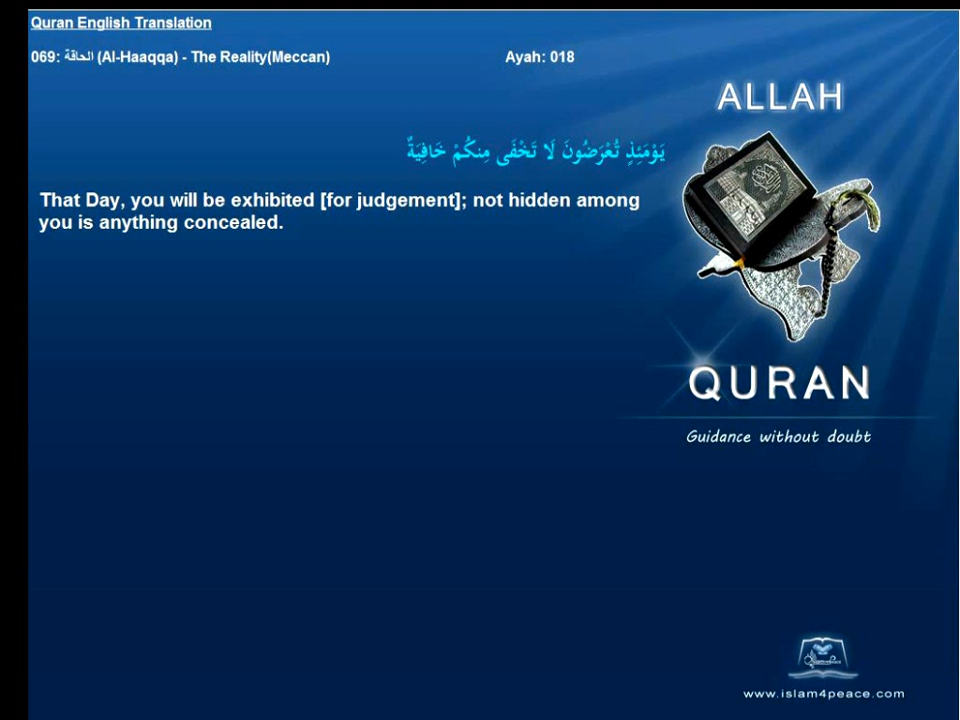 Quran English Translation
069: الحاقة (Al-Haaqqa) - The Reality(Meccan)
Ayah: 018
ALLAH
يَوْمَئِذٍ تُعْرَضُونَ لَا تَخْفَى مِنكُمْ خَافِيَةٌ
That Day, you will be exhibited [for judgement]; not hidden among
you is anything concealed.
QURAN
Guidance without doubt
www.islam4peace.com